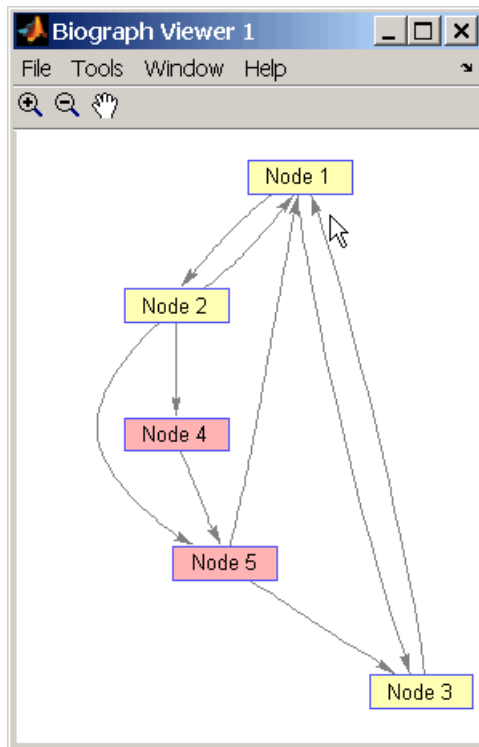 Biograph Viewer 1
File Tools Window Help
Node 1
Node 2
Node 4
Node 5
Node 3